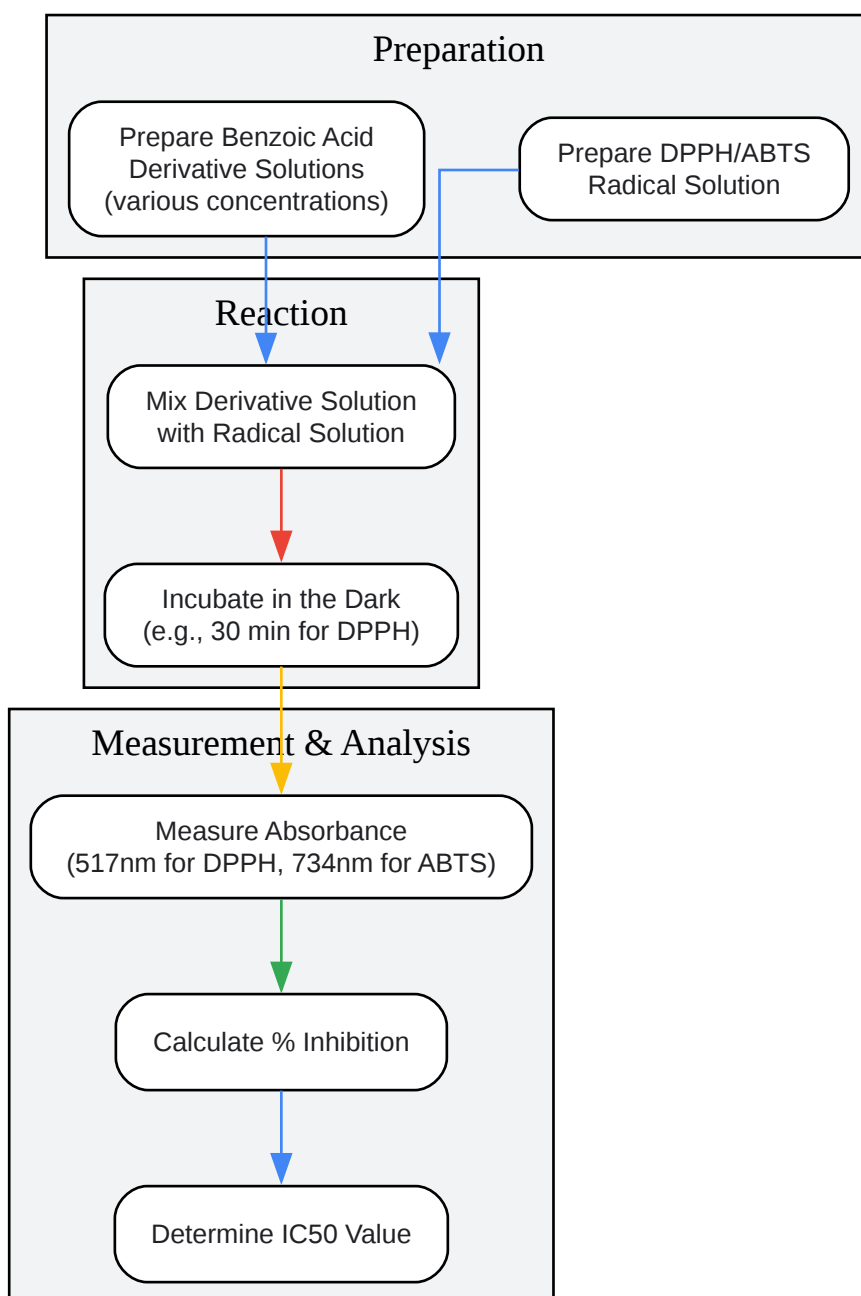 Preparation
Prepare Benzoic Acid
Derivative Solutions
(various concentrations)
Prepare DPPH/ABTS
Radical Solution
Reaction
Mix Derivative Solution
with Radical Solution
Incubate in the Dark
(e.g., 30 min for DPPH)
Measurement & Analysis
Measure Absorbance
(517nm for DPPH, 734nm for ABTS)
Calculate % Inhibition
Determine IC50 Value